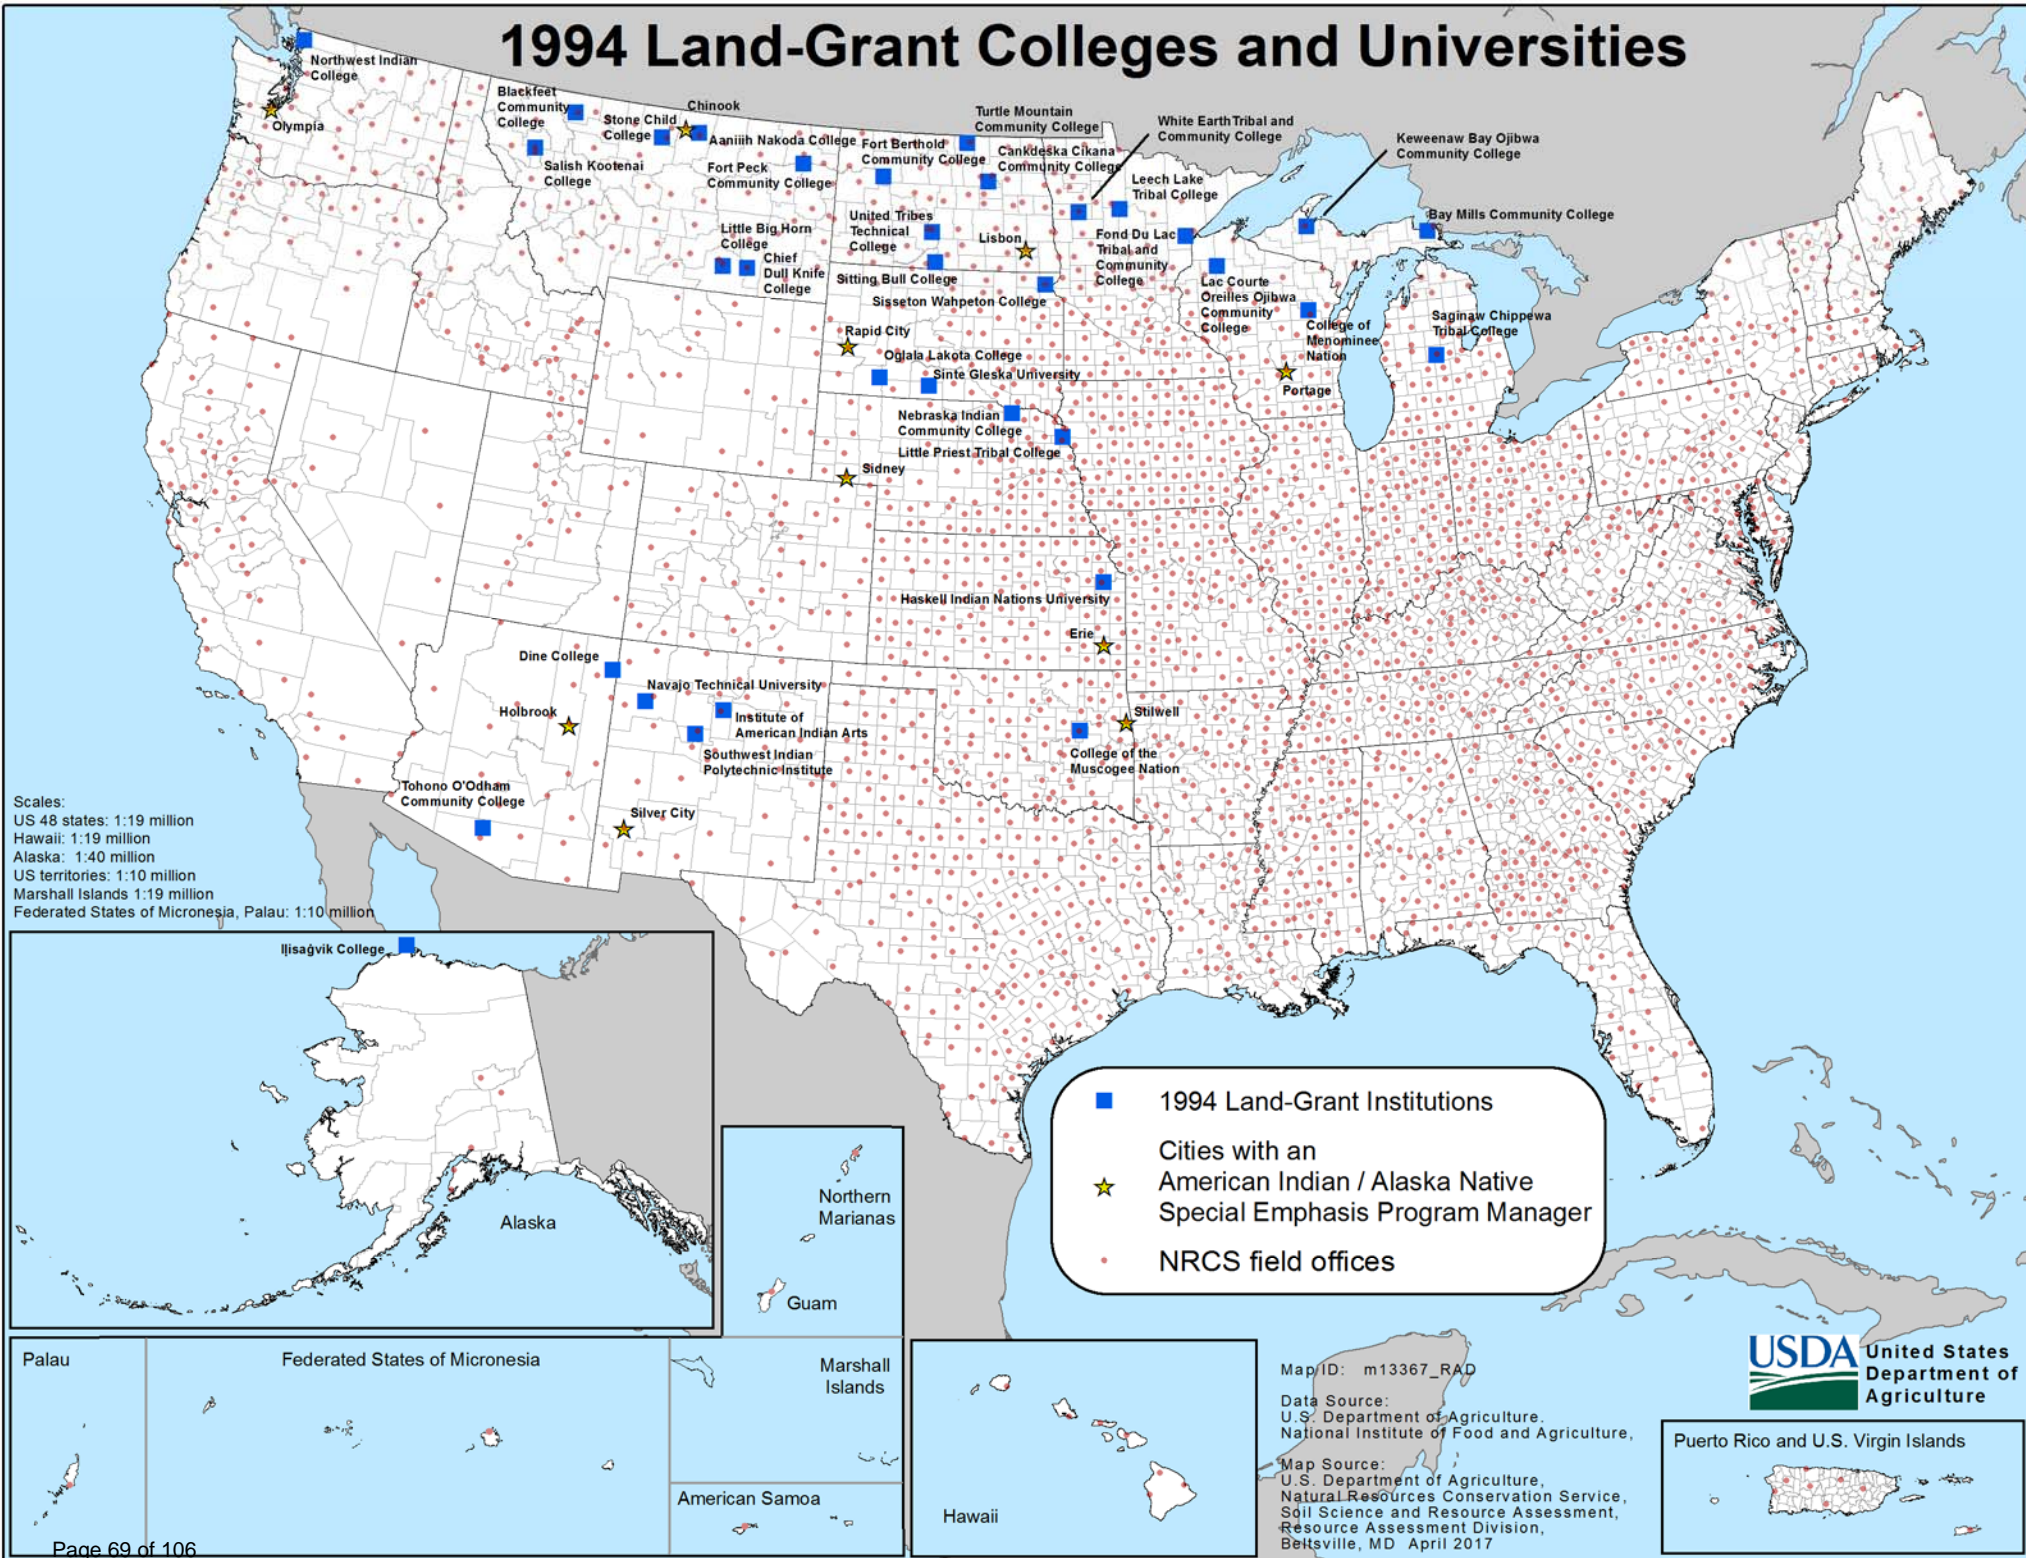 1994 Land-Grant Colleges and Universities
Northwest Indian
College
Olympia
Blackfeet
Community
College
Salish Kootenai
College
Stone Child
College
Chinook
Aaniiih Nakoda College
Fort Peck
Community College
Little Big Horn
College
Chief
Dull Knife
College
Turtle Mountain
Community College
Fort Berthold
Community College
Cankdeska Cikana
Community College
United Tribes
Technical
College
Lisbon
Sitting Bull College
Sisseton Wahpeton College
White Earth Tribal and
Community College
Leech Lake
Tribal College
Fond Du Lac
Tribal and
Community
College
Keweenaw Bay Ojibwa
Community College
Bay Mills Community College
Lac Courte
Oreilles Ojibwa
Community
College
College of
Menominee
Nation
Saginaw Chippewa
Tribal College
Portage
Rapid City
Oglala Lakota College
Sinte Gleska University
Nebraska Indian
Community College
Little Priest Tribal College
Sidney
Haskell Indian Nations University
Erie
Dine College
Navajo Technical University
Holbrook
Institute of
American Indian Arts
Southwest Indian
Polytechnic Institute
Stilwell
College of the
Muscogee Nation
Tohono O'Odham
Community College
Silver City
Scales:
US 48 states: 1:19 million
Hawaii: 1:19 million
Alaska: 1:40 million
US territories: 1:10 million
Marshall Islands 1:19 million
Federated States of Micronesia, Palau: 1:10 million
Iḷisaġvik College
Alaska
Northern
Marianas
Guam
1994 Land-Grant Institutions
Cities with an
American Indian / Alaska Native
Special Emphasis Program Manager
NRCS field offices
Palau
Federated States of Micronesia
Marshall
Islands
American Samoa
Hawaii
Map ID: m13367_RAD
Data Source:
U.S. Department of Agriculture.
National Institute of Food and Agriculture,
Map Source:
U.S. Department of Agriculture,
Natural Resources Conservation Service,
Soil Science and Resource Assessment,
Resource Assessment Division,
Beltsville, MD April 2017
USDA
United States
Department of
Agriculture
Puerto Rico and U.S. Virgin Islands
Page 69 of 106